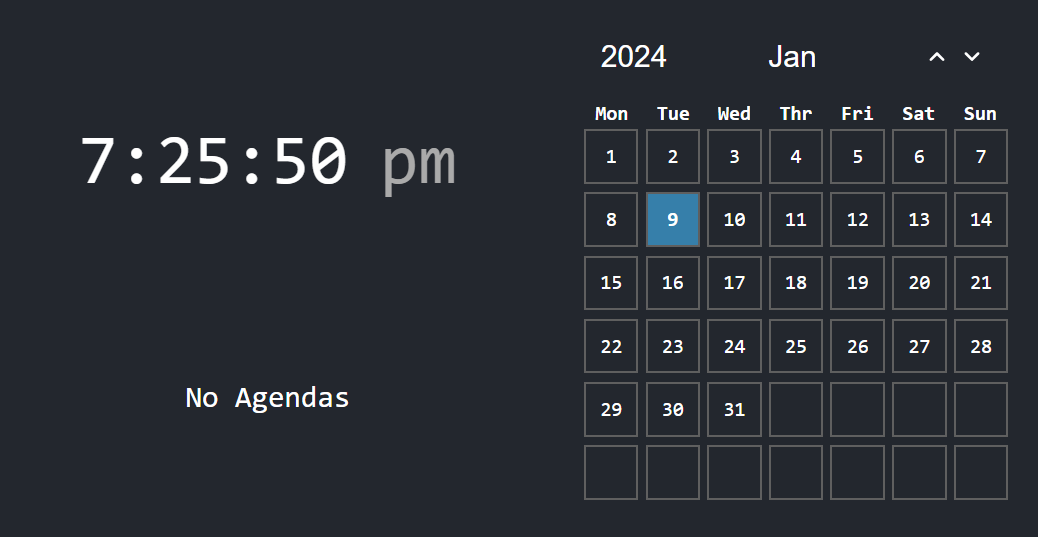 7:25:50 pm
No Agendas
2024 Jan
Mon Tue Wed Thr Fri Sat Sun
1 2 3 4 5 6 7
8 9 10 11 12 13 14
15 16 17 18 19 20 21
22 23 24 25 26 27 28
29 30 31